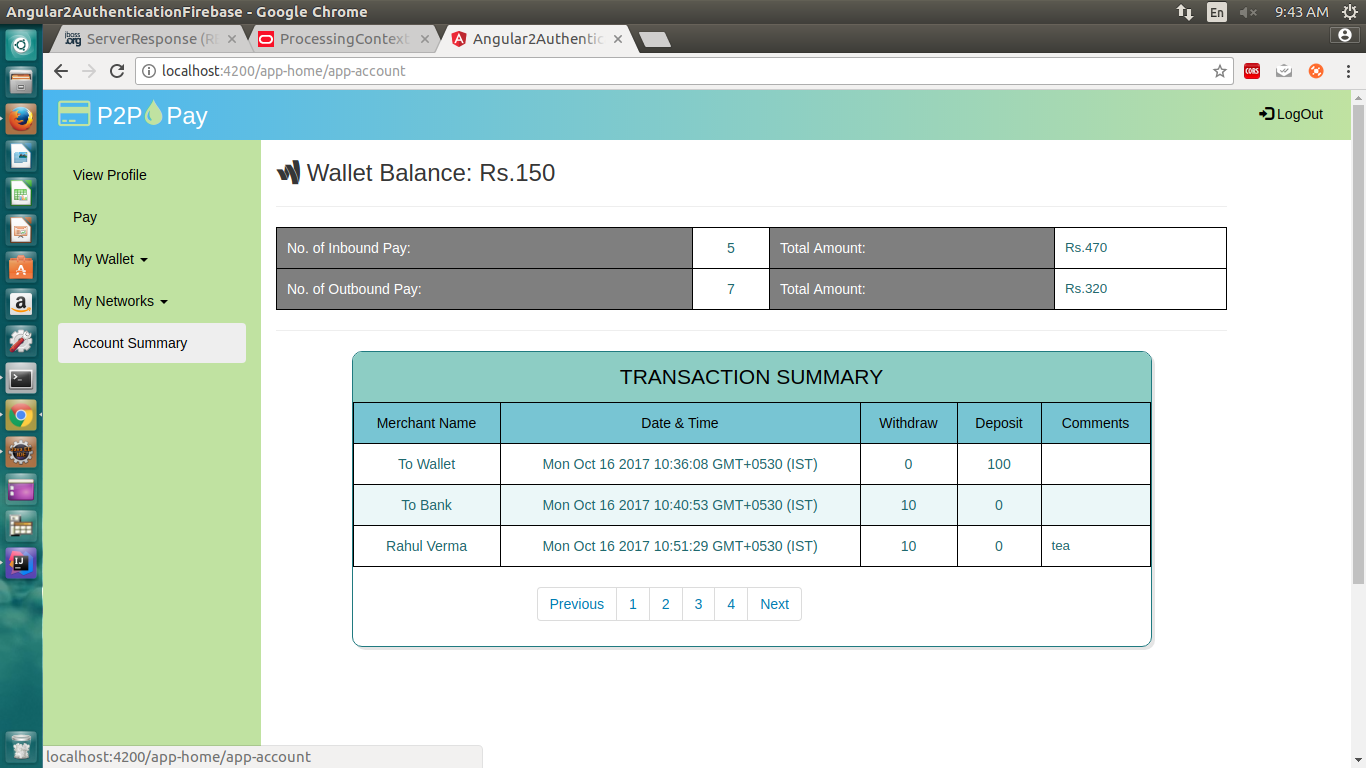 Angular2AuthenticationFirebase - Google Chrome
En
9:43 AM
jboss.org ServerResponse (RE
ProcessingContext
Angular2Authentic
localhost:4200/app-home/app-account
CORS
P2P Pay
LogOut
View Profile
Pay
My Wallet
My Networks
Account Summary
Wallet Balance: Rs.150
No. of Inbound Pay: 5 Total Amount: Rs.470
No. of Outbound Pay: 7 Total Amount: Rs.320
TRANSACTION SUMMARY
Merchant Name Date & Time Withdraw Deposit Comments
To Wallet Mon Oct 16 2017 10:36:08 GMT+0530 (IST) 0 100
To Bank Mon Oct 16 2017 10:40:53 GMT+0530 (IST) 10 0
Rahul Verma Mon Oct 16 2017 10:51:29 GMT+0530 (IST) 10 0 tea
Previous 1 2 3 4 Next
localhost:4200/app-home/app-account